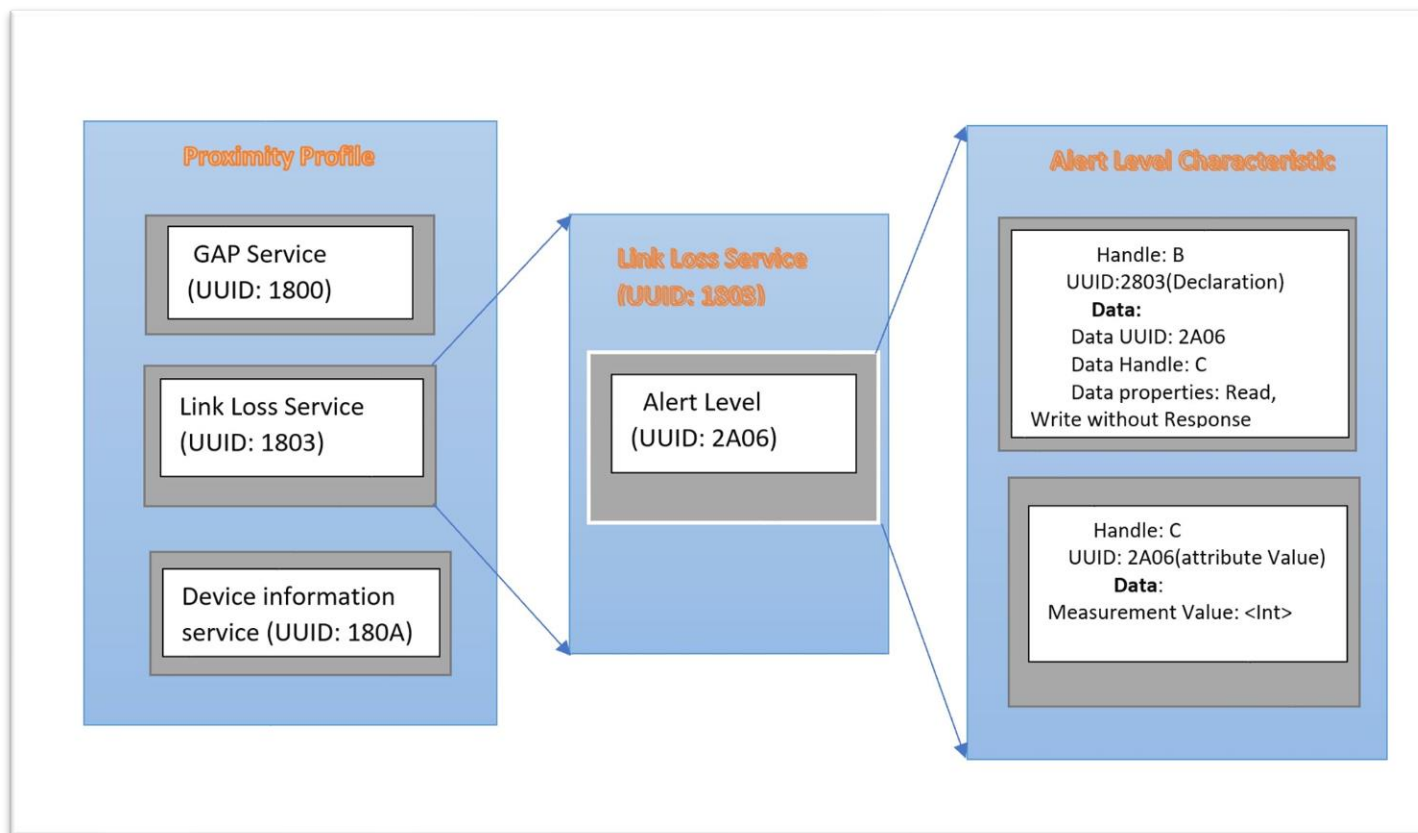 Proximity Profile
GAP Service
(UUID: 1800)
Link Loss Service
(UUID: 1803)
Device information
service (UUID: 180A)
Link Loss Service
(UUID: 1803)
Alert Level
(UUID: 2A06)
Alert Level Characteristic
Handle: B
UUID:2803(Declaration)
Data:
Data UUID: 2A06
Data Handle: C
Data properties: Read,
Write without Response
Handle: C
UUID: 2A06(attribute Value)
Data:
Measurement Value: <Int>